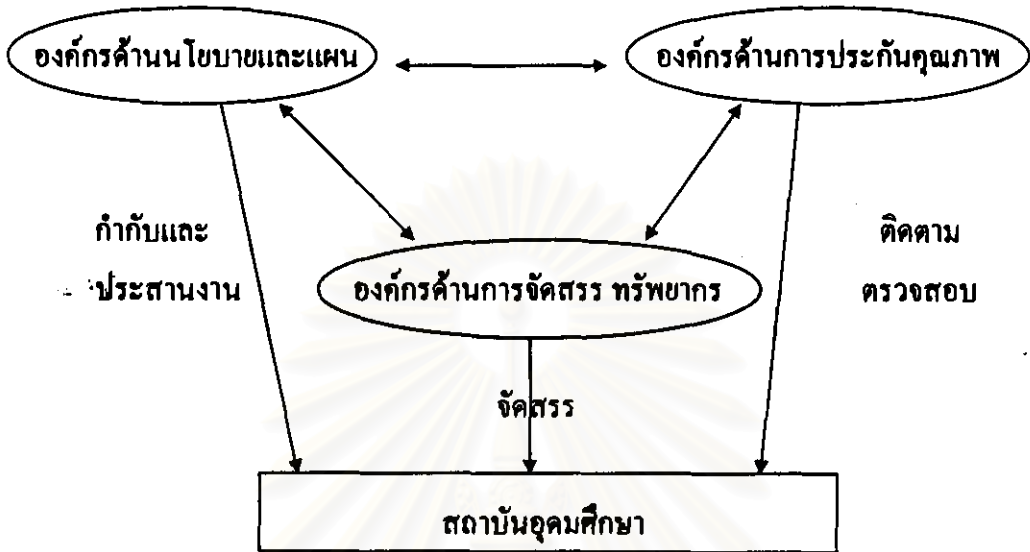 องค์กรด้านนโยบายและแผน
องค์กรด้านการประกันคุณภาพ
กำกับและ
ประสานงาน
ติดตาม
ตรวจสอบ
องค์กรด้านการจัดสรร ทรัพยากร
จัดสรร
สถาบันอุดมศึกษา